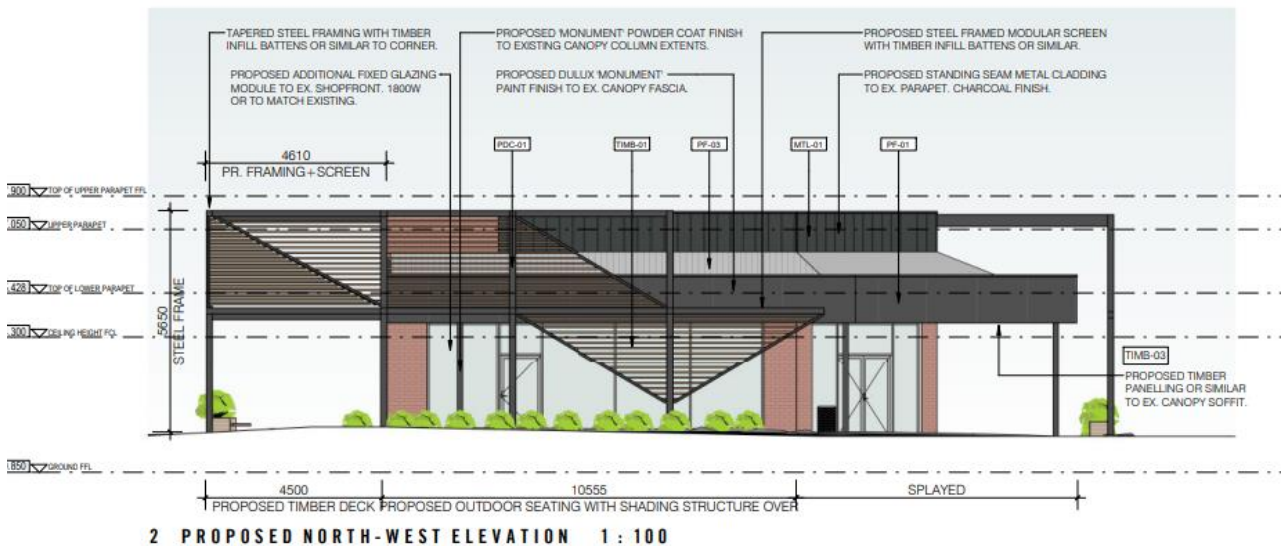 TAPERED STEEL FRAMING WITH TIMBER
INFILL BATTENS OR SIMILAR TO CORNER.
PROPOSED 'MONUMENT' POWDER COAT FINISH
TO EXISTING CANOPY COLUMN EXTENTS.
PROPOSED STEEL FRAMED MODULAR SCREEN
WITH TIMBER INFILL BATTENS OR SIMILAR.
PROPOSED ADDITIONAL FIXED GLAZING
MODULE TO EX. SHOPFRONT. 1800W
OR TO MATCH EXISTING.
PROPOSED DULUX 'MONUMENT'
PAINT FINISH TO EX. CANOPY FASCIA.
PROPOSED STANDING SEAM METAL CLADDING
TO EX. PARAPET. CHARCOAL FINISH.
PDC-01
TIMB-01
PF-03
MTL-01
PF-01
4610
PR. FRAMING+SCREEN
900 TOP OF UPPER PARAPET FFL
050 UPPER PARAPET
428 TOP OF LOWER PARAPET
300 CEILING HEIGHT FCL
5650
STEEL FRAME
TIMB-03
PROPOSED TIMBER
PANELLING OR SIMILAR
TO EX. CANOPY SOFFIT.
850 GROUND FFL
4500
10555
SPLAYED
PROPOSED TIMBER DECK
PROPOSED OUTDOOR SEATING WITH SHADING STRUCTURE OVER
2 PROPOSED NORTH-WEST ELEVATION 1 : 100